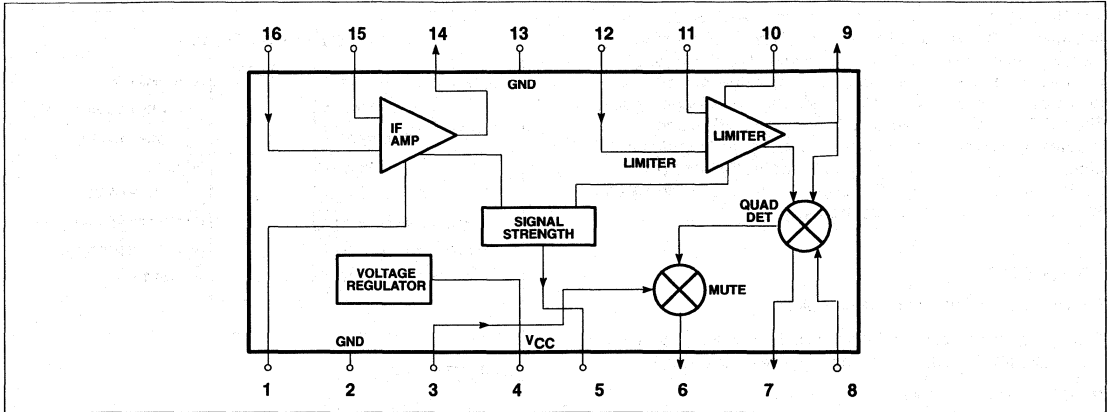 16 15 14 13 12 11 10 9
GND
IF
AMP
LIMITER
LIMITER
QUAD
DET
SIGNAL
STRENGTH
VOLTAGE
REGULATOR
MUTE
GND
VCC
1 2 3 4 5 6 7 8